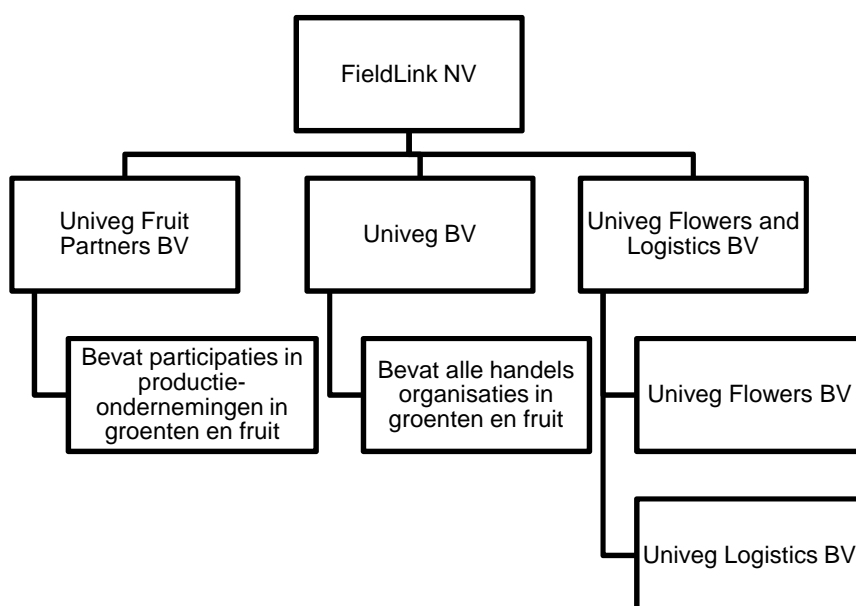 FieldLink NV
Univeg Fruit
Partners BV
Univeg BV
Univeg Flowers and
Logistics BV
Bevat participaties in
productie-
ondernemingen in
groenten en fruit
Bevat alle handels
organisaties in
groenten en fruit
Univeg Flowers BV
Univeg Logistics BV